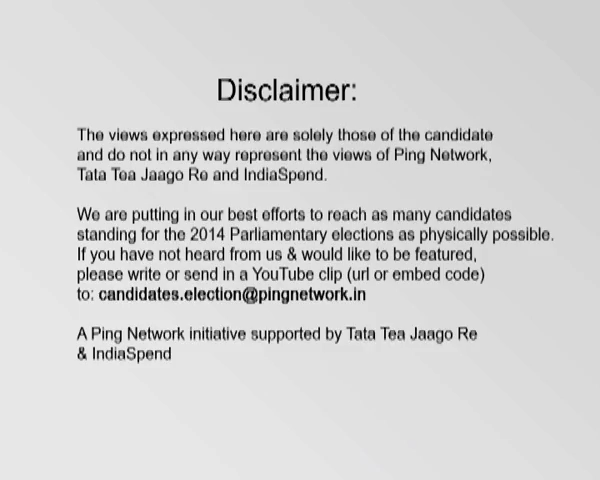 Disclaimer:
The views expressed here are solely those of the candidate
and do not in any way represent the views of Ping Network,
Tata Tea Jaago Re and IndiaSpend.
We are putting in our best efforts to reach as many candidates
standing for the 2014 Parliamentary elections as physically possible.
If you have not heard from us & would like to be featured,
please write or send in a YouTube clip (url or embed code)
to: candidates.election@pingnetwork.in
A Ping Network initiative supported by Tata Tea Jaago Re
& IndiaSpend